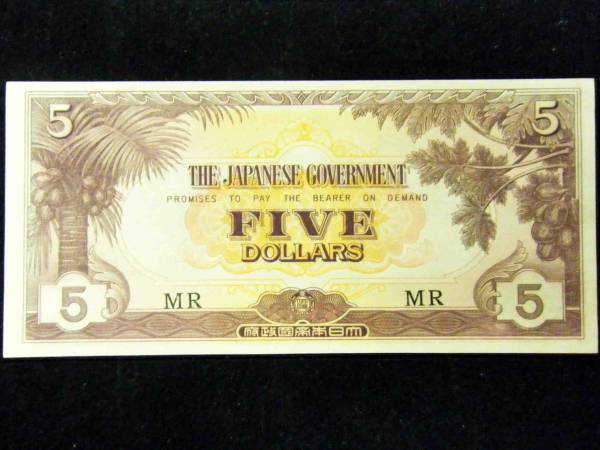 5 5
THE JAPANESE GOVERNMENT
PROMISES TO PAY THE BEARER ON DEMAND
FIVE
DOLLARS
5 MR MR 5
大日本帝國政府